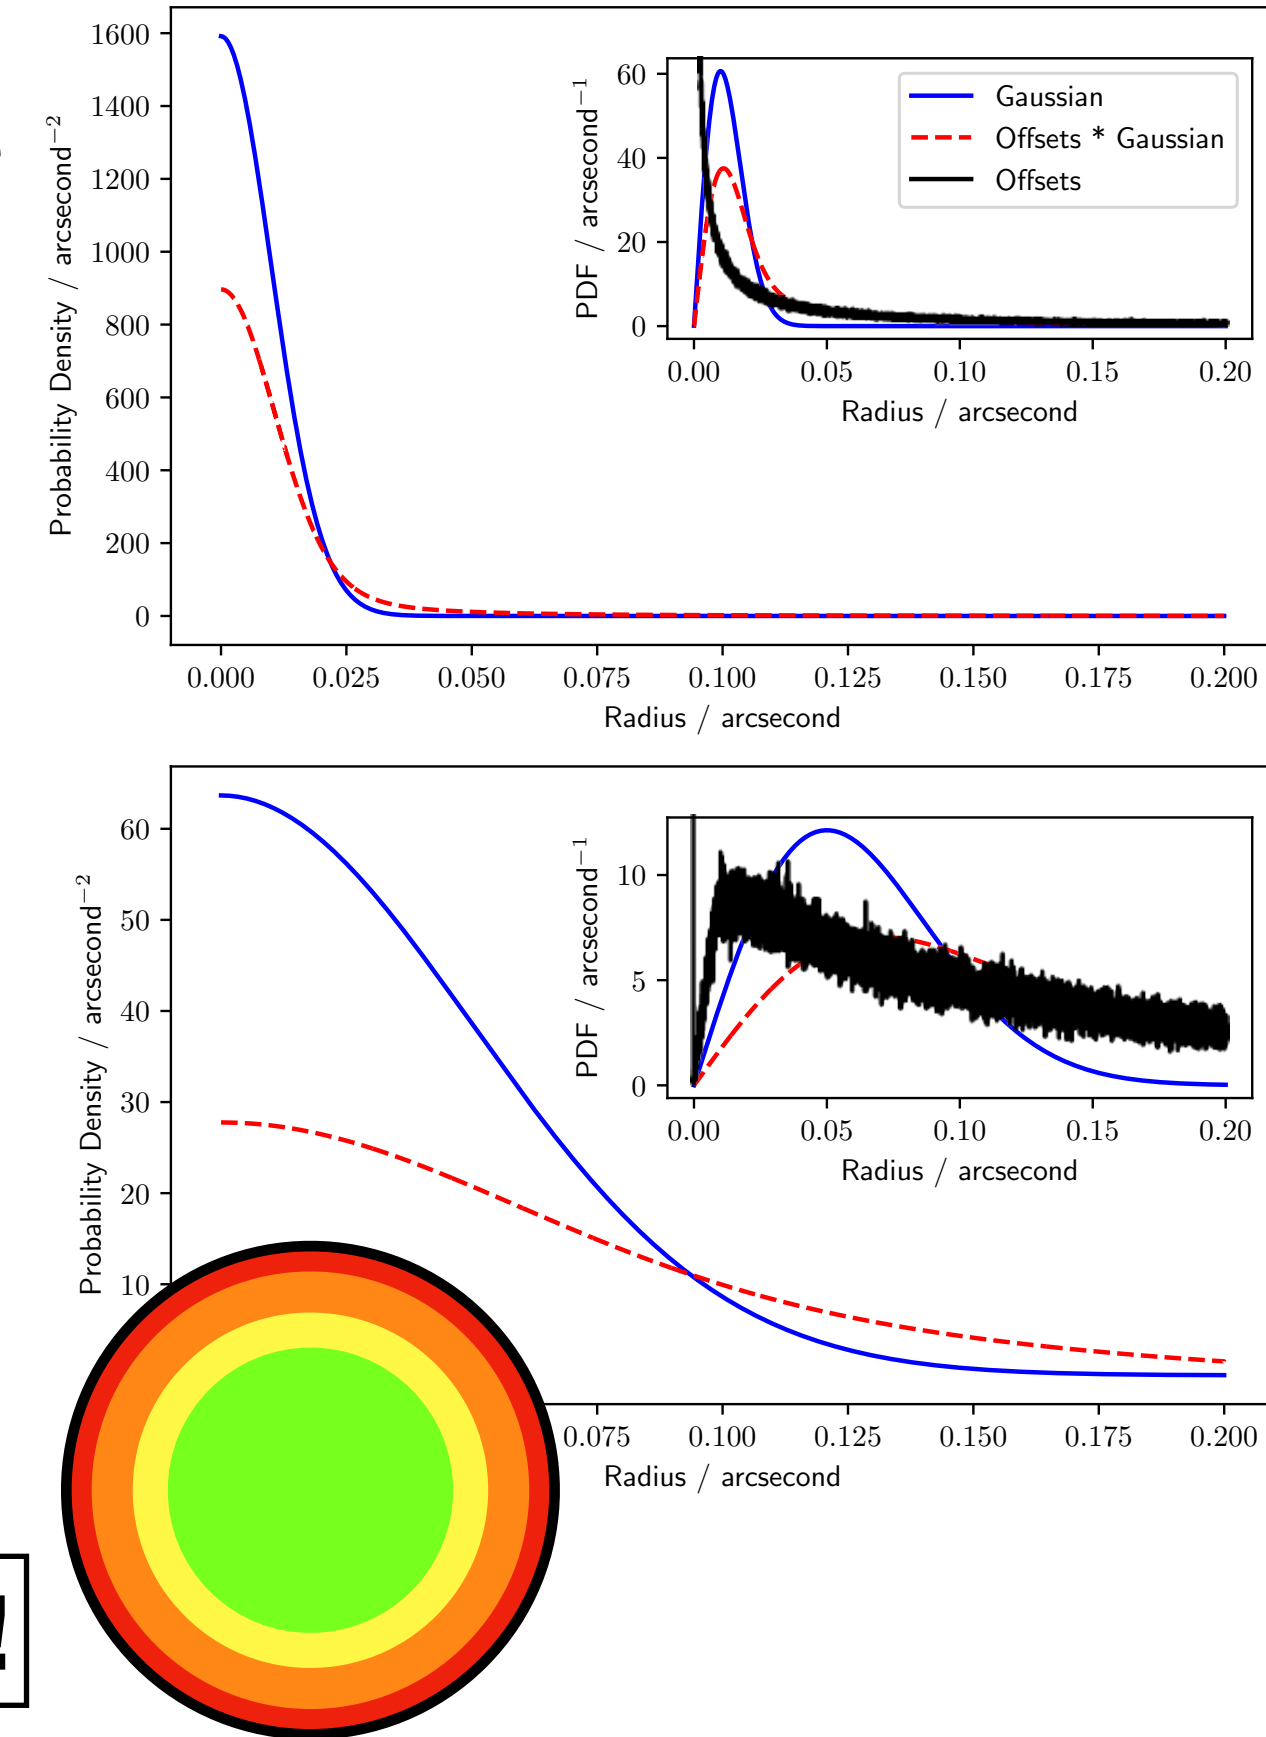 1600
1400
1200
1000
800
600
400
200
0
Probability Density / arcsecond−2
0.000 0.025 0.050 0.075 0.100 0.125 0.150 0.175 0.200
Radius / arcsecond
60
40
20
0
PDF / arcsecond−1
Gaussian
Offsets * Gaussian
Offsets
0.00 0.05 0.10 0.15 0.20
Radius / arcsecond
60
50
40
30
20
10
Probability Density / arcsecond−2
10
5
0
PDF / arcsecond−1
0.00 0.05 0.10 0.15 0.20
Radius / arcsecond
0.075 0.100 0.125 0.150 0.175 0.200
Radius / arcsecond
!